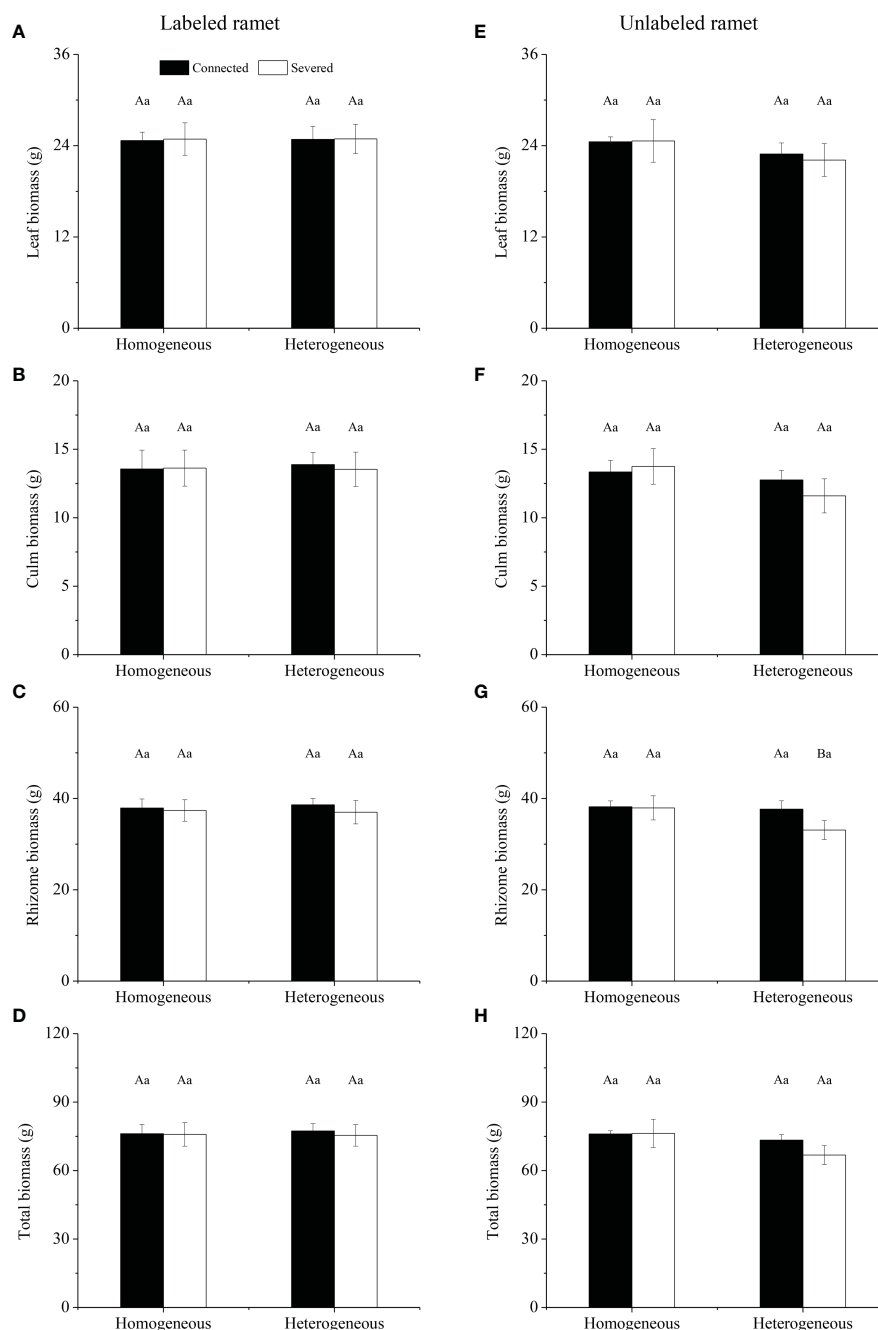 Labeled ramet
Unlabeled ramet
A
36
24
12
0
Leaf biomass (g)
Connected
Severed
Aa Aa Aa Aa
Homogeneous Heterogeneous
E
36
24
12
0
Leaf biomass (g)
Aa Aa Aa Aa
Homogeneous Heterogeneous
B
20
15
10
5
0
Culm biomass (g)
Aa Aa Aa Aa
Homogeneous Heterogeneous
F
20
15
10
5
0
Culm biomass (g)
Aa Aa Aa Aa
Homogeneous Heterogeneous
C
60
40
20
0
Rhizome biomass (g)
Aa Aa Aa Aa
Homogeneous Heterogeneous
G
60
40
20
0
Rhizome biomass (g)
Aa Aa Aa Ba
Homogeneous Heterogeneous
D
120
90
60
30
0
Total biomass (g)
Aa Aa Aa Aa
Homogeneous Heterogeneous
H
120
90
60
30
0
Total biomass (g)
Aa Aa Aa Aa
Homogeneous Heterogeneous